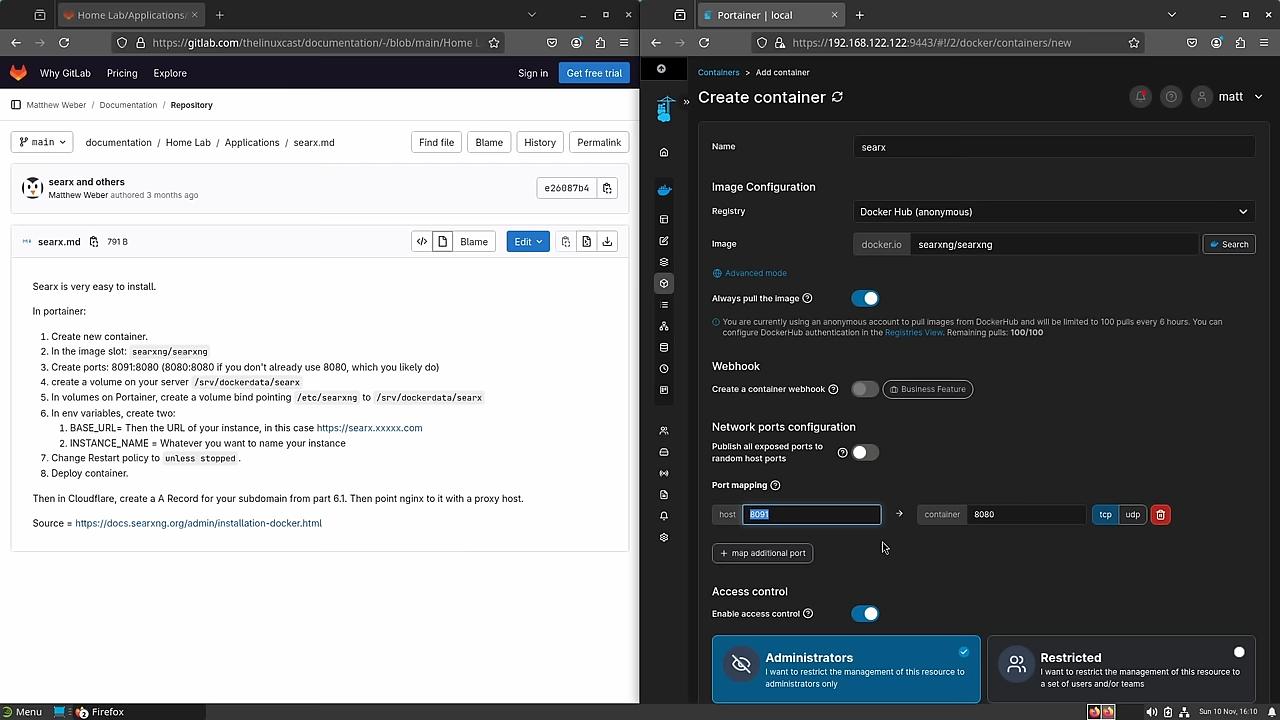 Home Lab/Applications/
https://gitlab.com/thelinuxcast/documentation/-/blob/main/Home L
Why GitLab
Pricing
Explore
Sign in
Get free trial
Matthew Weber / Documentation / Repository
main
documentation / Home Lab / Applications / searx.md
Find file
Blame
History
Permalink
searx and others
Matthew Weber authored 3 months ago
e26087b4
searx.md
791 B
Blame
Edit
Searx is very easy to install.
In portainer:
1. Create new container.
2. In the image slot: searxng/searxng
3. Create ports: 8091:8080 (8080:8080 if you don't already use 8080, which you likely do)
4. create a volume on your server /srv/dockerdata/searx
5. In volumes on Portainer, create a volume bind pointing /etc/searxng to /srv/dockerdata/searx
6. In env variables, create two:
1. BASE_URL= Then the URL of your instance, in this case https://searx.xxxxx.com
2. INSTANCE_NAME = Whatever you want to name your instance
7. Change Restart policy to unless stopped .
8. Deploy container.
Then in Cloudflare, create a A Record for your subdomain from part 6.1. Then point nginx to it with a proxy host.
Source = https://docs.searxng.org/admin/installation-docker.html
Portainer | local
https://192.168.122.122:9443/#!/2/docker/containers/new
Containers > Add container
Create container
matt
Name
searx
Image Configuration
Registry
Docker Hub (anonymous)
Image
docker.io
searxng/searxng
Search
Advanced mode
Always pull the image
You are currently using an anonymous account to pull images from DockerHub and will be limited to 100 pulls every 6 hours. You can
configure DockerHub authentication in the Registries View. Remaining pulls: 100/100
Webhook
Create a container webhook
Business Feature
Network ports configuration
Publish all exposed ports to
random host ports
Port mapping
host
8091
container
8080
tcp
udp
+ map additional port
Access control
Enable access control
Administrators
I want to restrict the management of this resource to
administrators only
Restricted
I want to restrict the management of this resource to
a set of users and/or teams
Menu
Firefox
Sun 10 Nov, 16:10